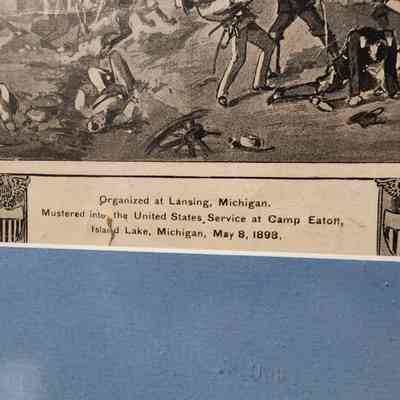 Organized at Lansing, Michigan.
Mustered into the United States Service at Camp Eaton,
Island Lake, Michigan, May 8, 1898.